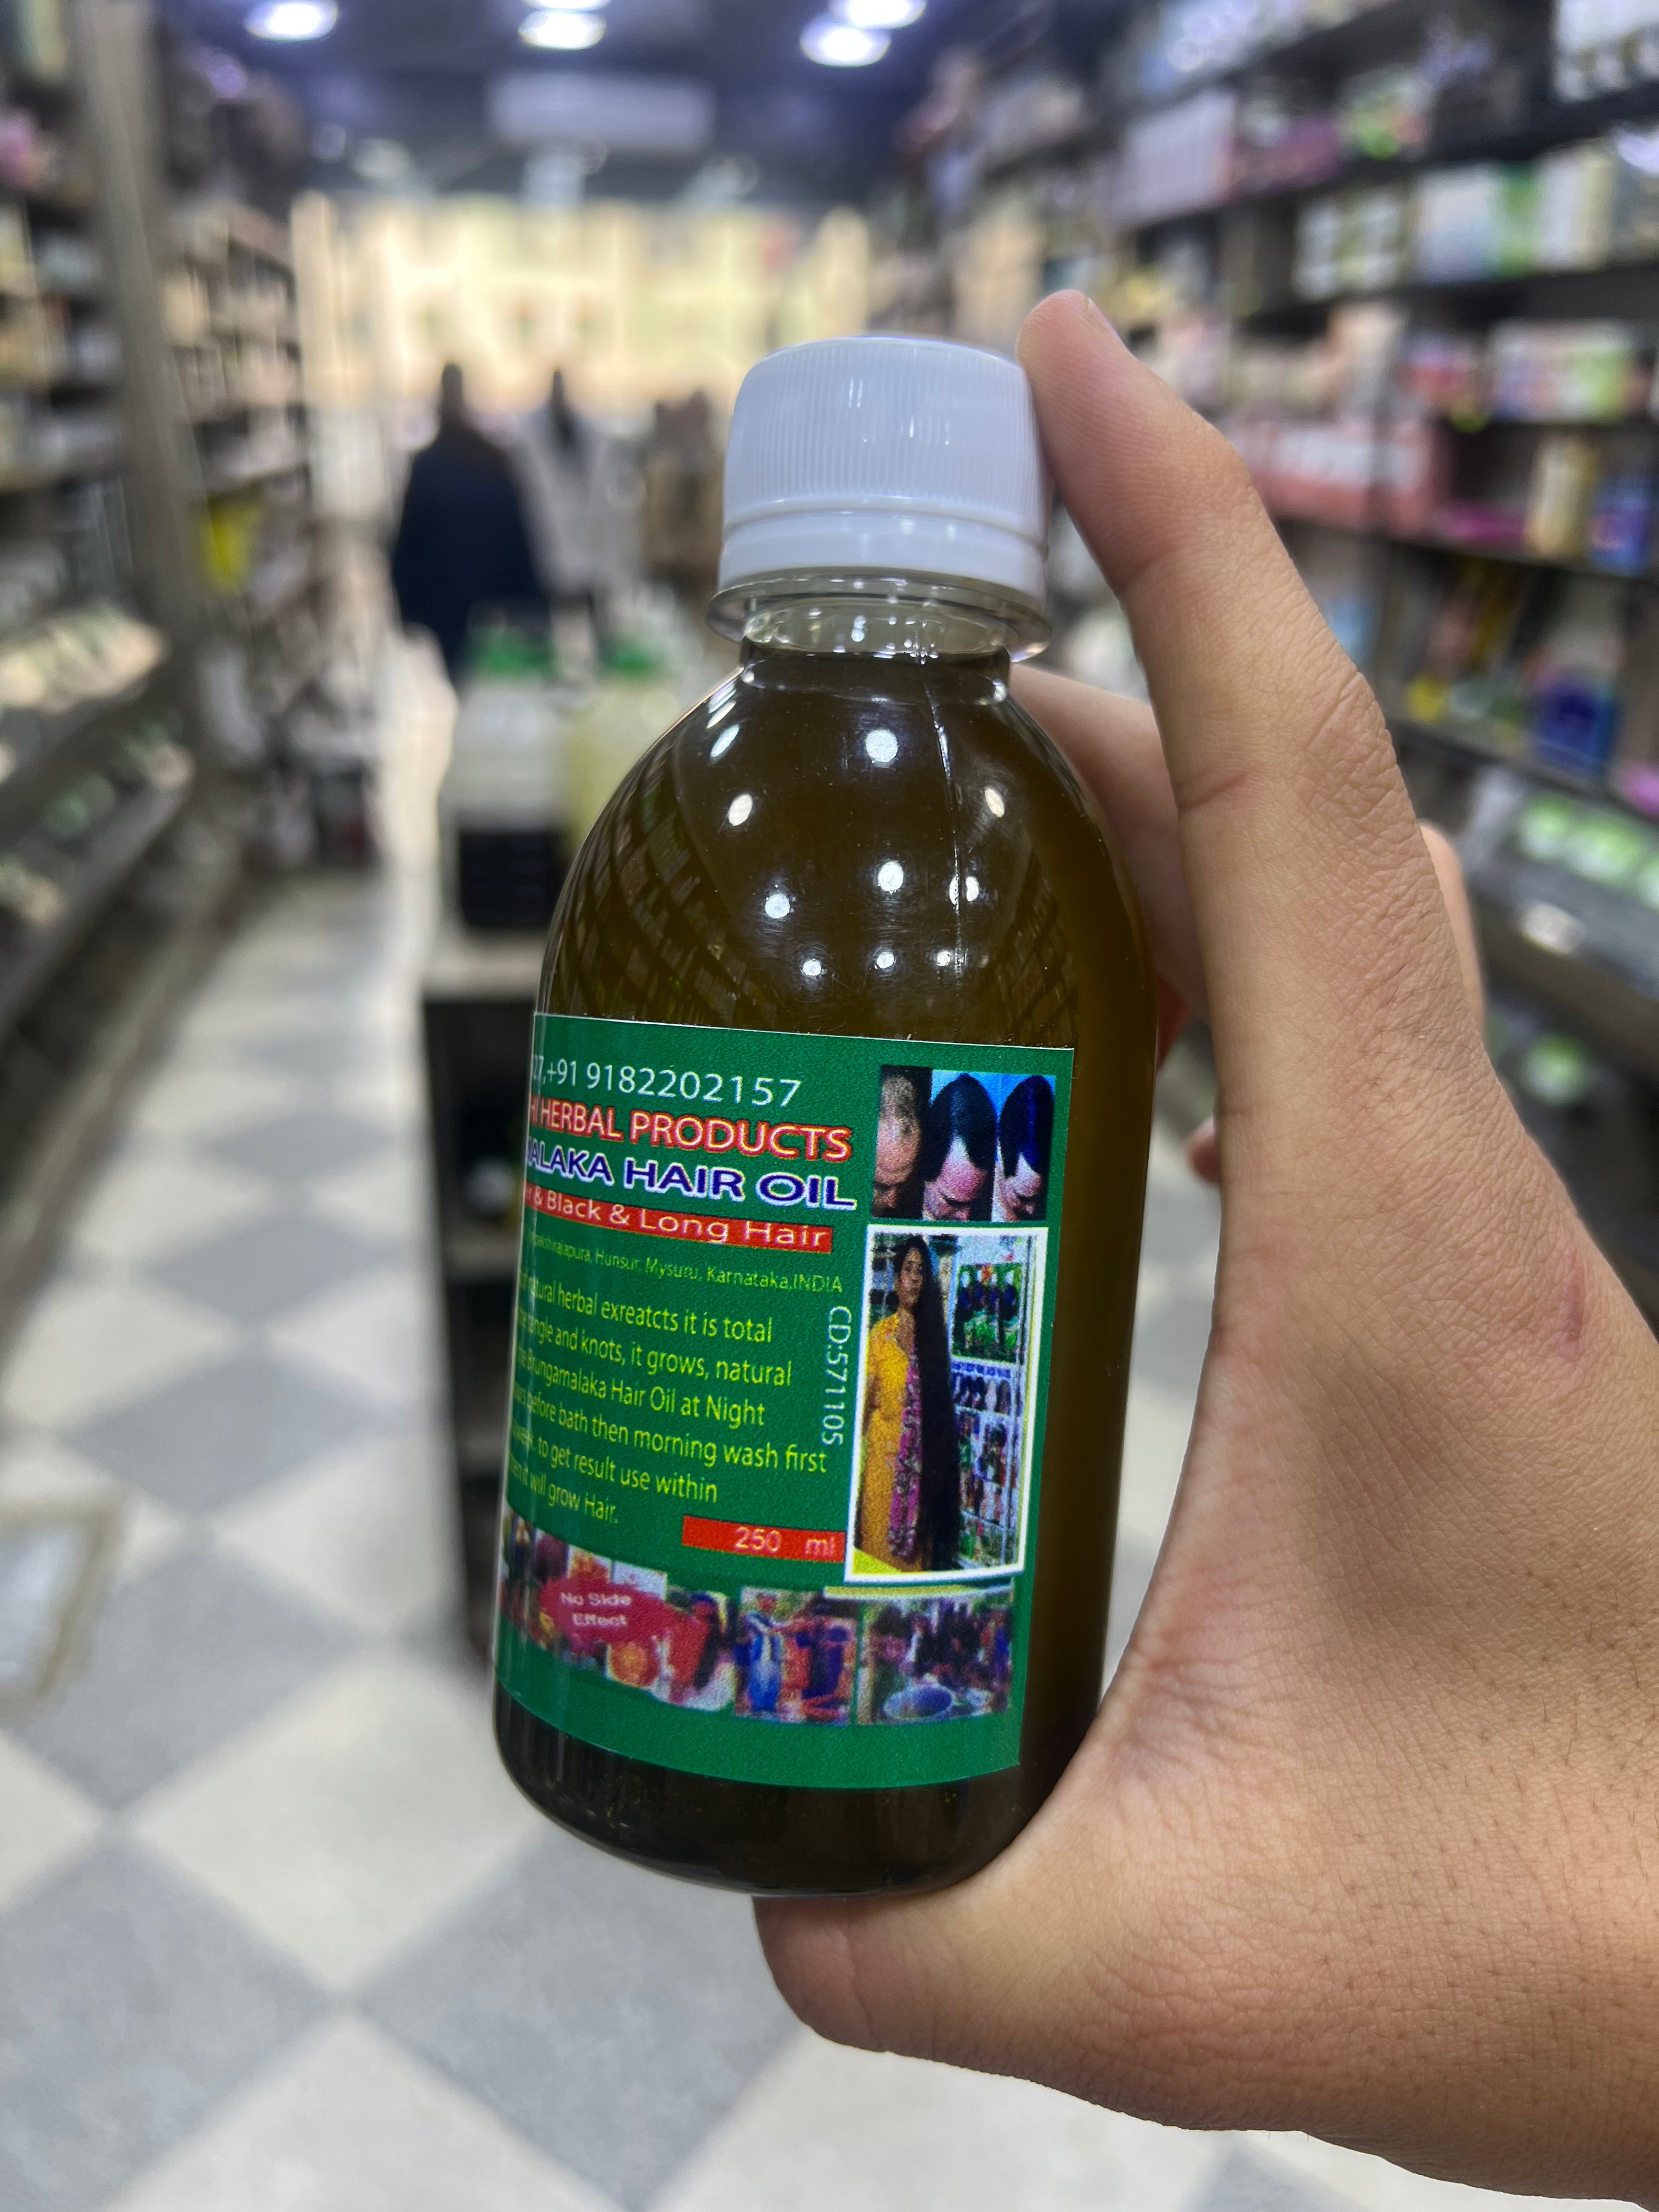 27,+91 9182202157
HI HERBAL PRODUCTS
ALAKA HAIR OIL
& Black & Long Hair
Hunsur, Mysuru, Karnataka,INDIA
natural herbal exreatcts it is total
and knots, it grows, natural
Hair Oil at Night
before bath then morning wash first
to get result use within
will grow Hair.
CD:571105
250 ml
No Side
Effect